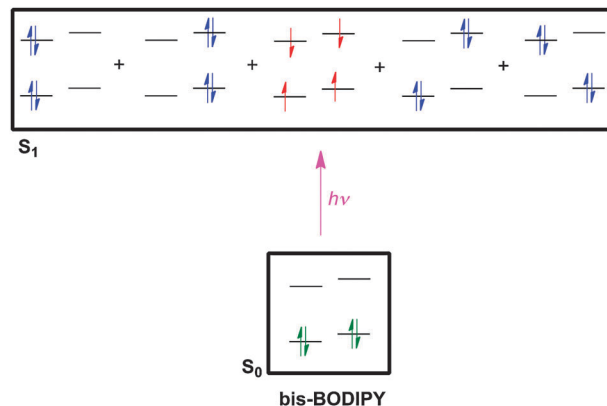 + + + +
S₁
hν
S₀
bis-BODIPY